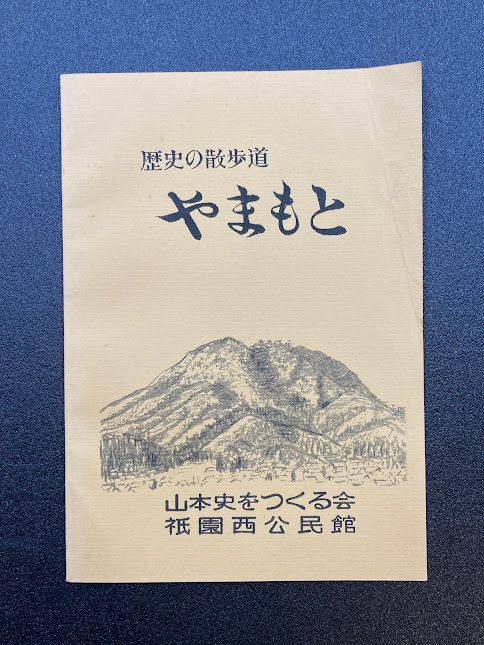 歴史の散歩道
やまもと
山本史をつくる会
祇園西公民館